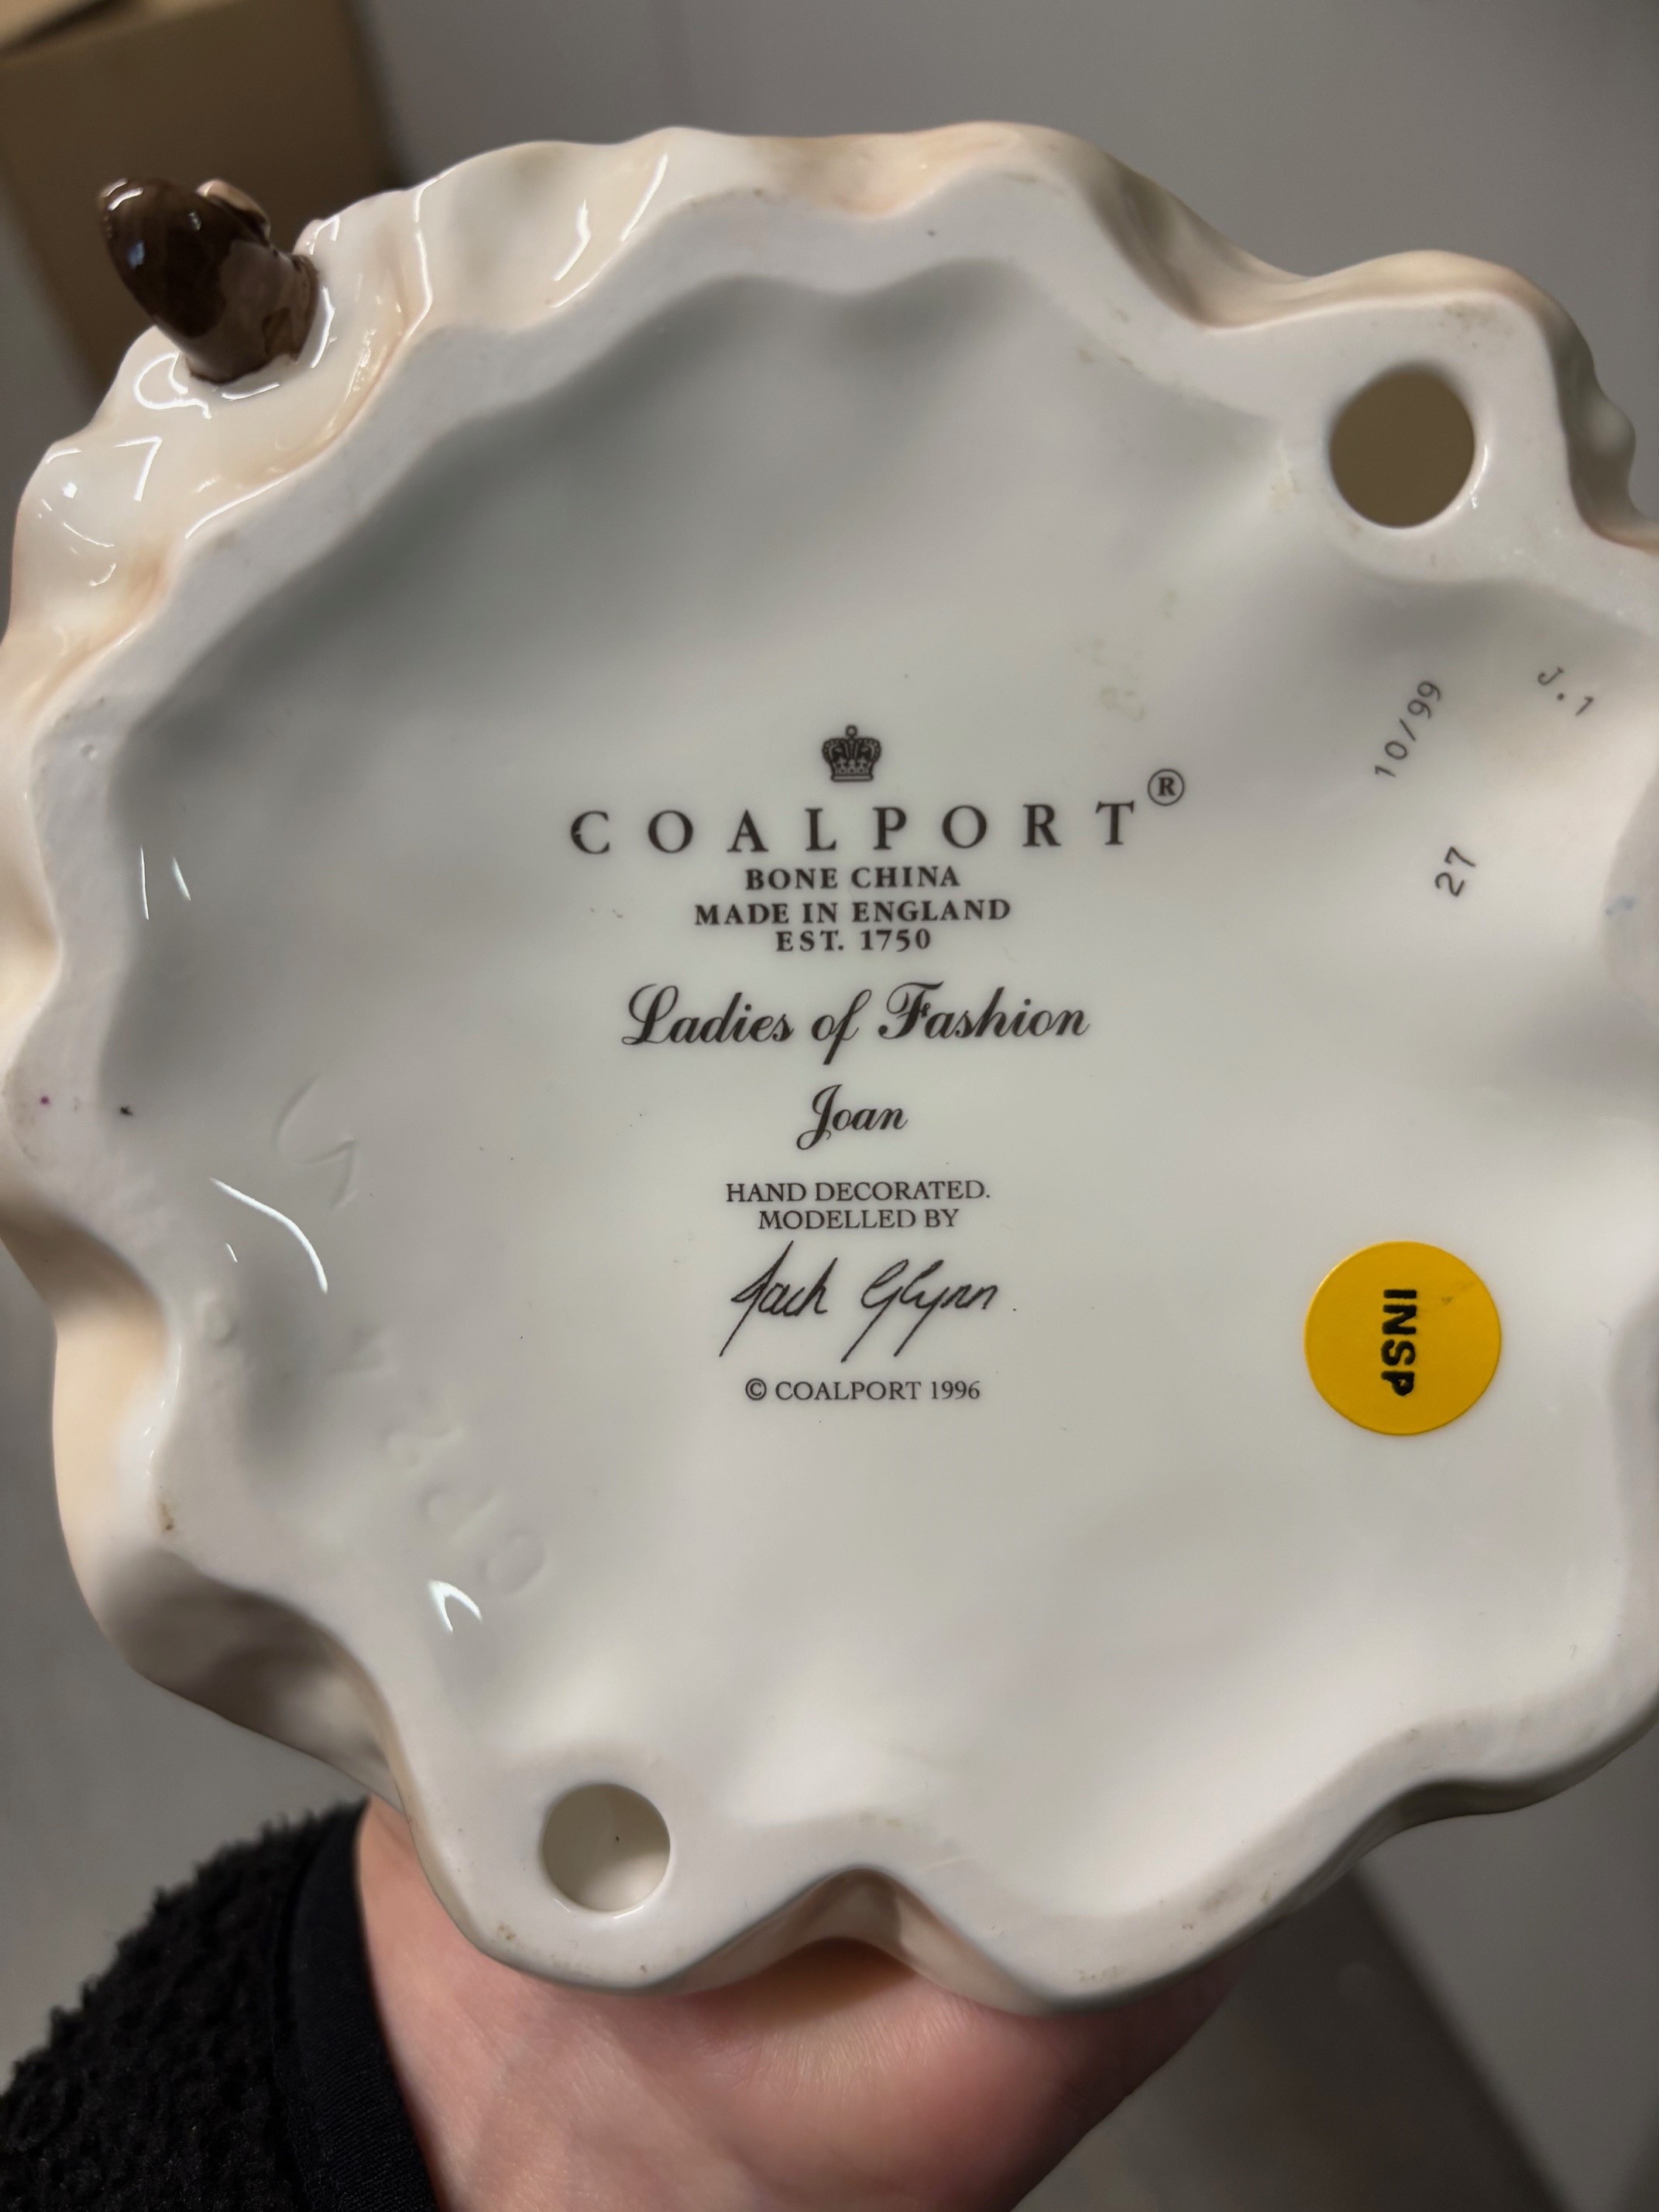 COALPORT®
BONE CHINA
MADE IN ENGLAND
EST. 1750
Ladies of Fashion
Joan
HAND DECORATED.
MODELLED BY
Jack Glynn
© COALPORT 1996
10/99
J.1
27
INSP